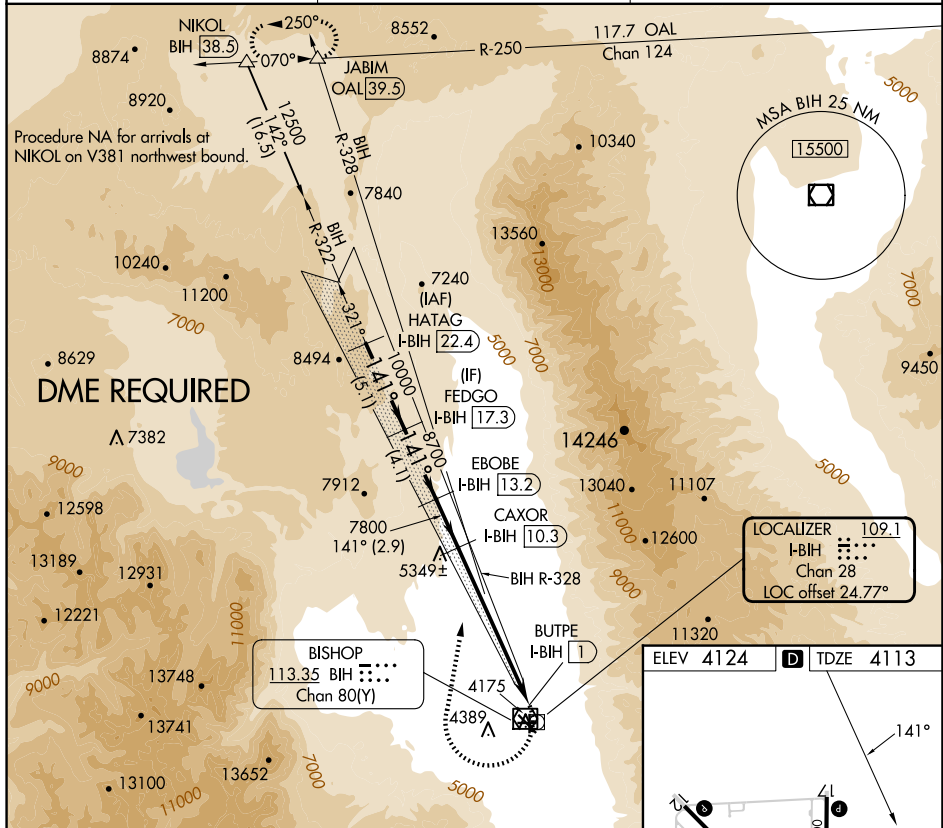 NIKOL
BIH 38.5
250°
070°
8552
8874
JABIM
OAL 39.5
R-250
117.7 OAL
Chan 124
5000
8920
Procedure NA for arrivals at
NIKOL on V381 northwest bound.
12500
142°
(16.5)
BIH
R-328
MSA BIH 25 NM
15500
10340
7840
BIH
R-322
13560
13000
10240
11200
7000
7240
(IAF)
HATAG
I-BIH 22.4
321°
5000
7000
7000
8629
8494
10000
141°
(5.1)
(IF)
FEDGO
I-BIH 17.3
9450
DME REQUIRED
7382
8700
141°
(4.1)
14246
9000
EBOBE
I-BIH 13.2
5000
12598
7912
13040
11107
CAXOR
I-BIH 10.3
7800
141° (2.9)
11000
12600
13189
12931
5349±
BIH R-328
9000
LOCALIZER 109.1
I-BIH
Chan 28
LOC offset 24.77°
12221
11000
11320
BUTPE
I-BIH 1
BISHOP
113.35 BIH
Chan 80(Y)
ELEV 4124
D
TDZE 4113
9000
13748
4175
4389
141°
13741
13652
7000
5000
13100
11000
12
R
17
P